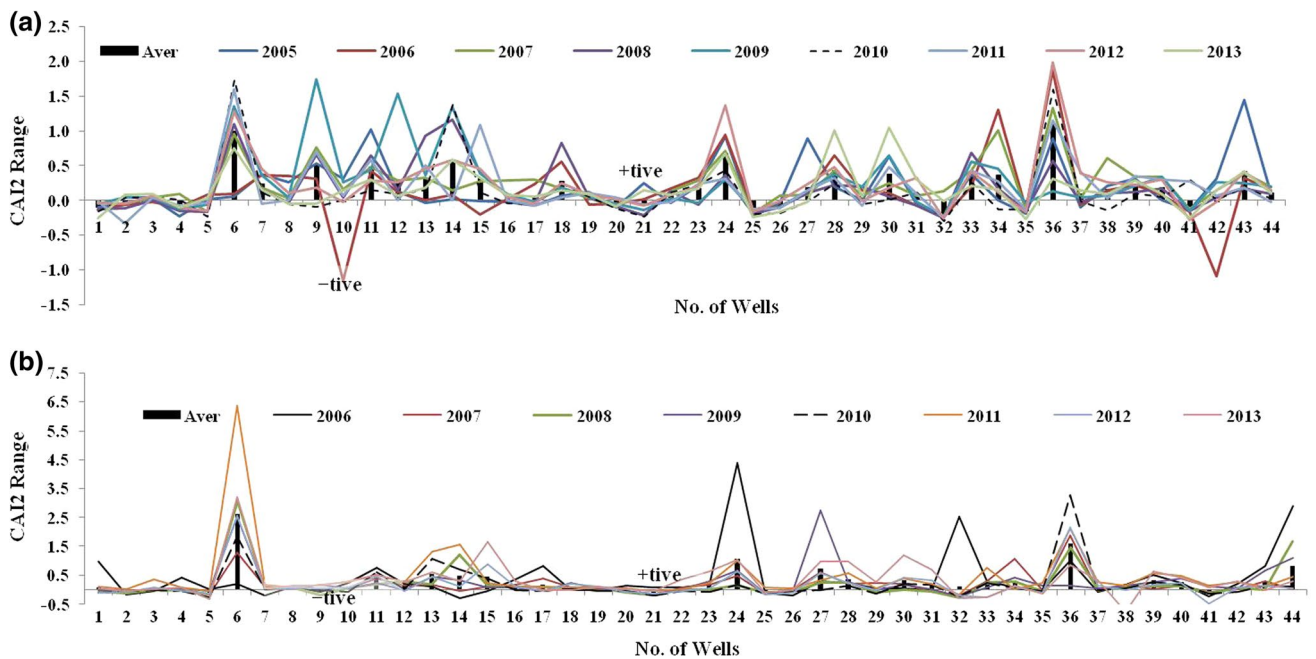 (a)
2.5
Aver 2005 2006 2007 2008 2009 2010 2011 2012 2013
2.0
1.5
1.0
0.5
0.0
-0.5
-1.0
-1.5
CAI2 Range
+tive
−tive
1 2 3 4 5 6 7 8 9 10 11 12 13 14 15 16 17 18 19 20 21 22 23 24 25 26 27 28 29 30 31 32 33 34 35 36 37 38 39 40 41 42 43 44
No. of Wells
(b)
7.5
6.5
5.5
4.5
3.5
2.5
1.5
0.5
-0.5
Aver 2006 2007 2008 2009 2010 2011 2012 2013
CAI2 Range
+tive
−tive
1 2 3 4 5 6 7 8 9 10 11 12 13 14 15 16 17 18 19 20 21 22 23 24 25 26 27 28 29 30 31 32 33 34 35 36 37 38 39 40 41 42 43 44
No. of Wells